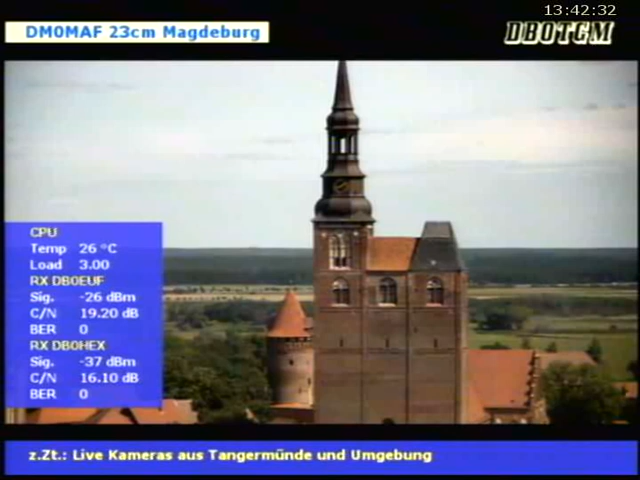 13:42:32
DM0MAF 23cm Magdeburg
DB0TGM
CPU
Temp 26 °C
Load 3.00
RX DB0EUF
Sig. -26 dBm
C/N 19.20 dB
BER 0
RX DB0HEX
Sig. -37 dBm
C/N 16.10 dB
BER 0
z.Zt.: Live Kameras aus Tangermünde und Umgebung